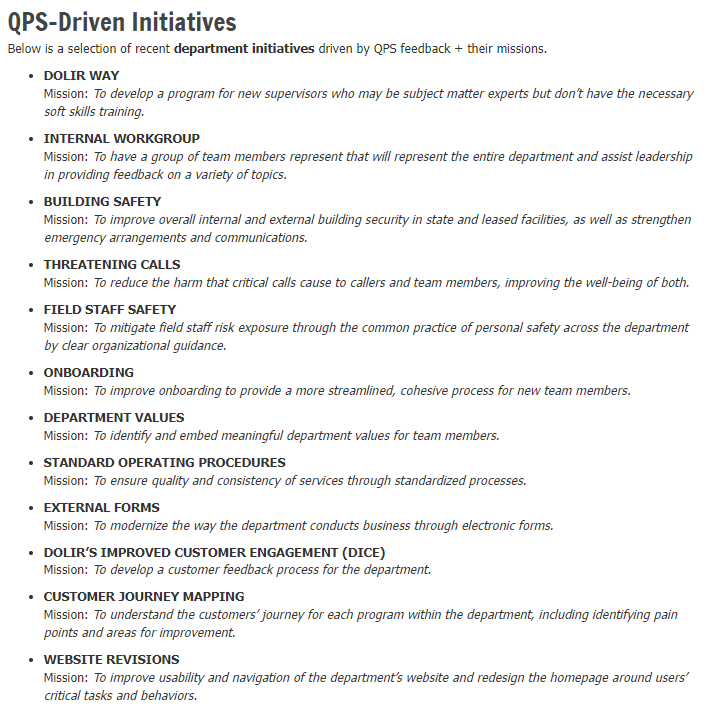 QPS-Driven Initiatives
Below is a selection of recent department initiatives driven by QPS feedback + their missions.
• DOLIR WAY
Mission: To develop a program for new supervisors who may be subject matter experts but don't have the necessary
soft skills training.
• INTERNAL WORKGROUP
Mission: To have a group of team members represent that will represent the entire department and assist leadership
in providing feedback on a variety of topics.
• BUILDING SAFETY
Mission: To improve overall internal and external building security in state and leased facilities, as well as strengthen
emergency arrangements and communications.
• THREATENING CALLS
Mission: To reduce the harm that critical calls cause to callers and team members, improving the well-being of both.
• FIELD STAFF SAFETY
Mission: To mitigate field staff risk exposure through the common practice of personal safety across the department
by clear organizational guidance.
• ONBOARDING
Mission: To improve onboarding to provide a more streamlined, cohesive process for new team members.
• DEPARTMENT VALUES
Mission: To identify and embed meaningful department values for team members.
• STANDARD OPERATING PROCEDURES
Mission: To ensure quality and consistency of services through standardized processes.
• EXTERNAL FORMS
Mission: To modernize the way the department conducts business through electronic forms.
• DOLIR'S IMPROVED CUSTOMER ENGAGEMENT (DICE)
Mission: To develop a customer feedback process for the department.
• CUSTOMER JOURNEY MAPPING
Mission: To understand the customers' journey for each program within the department, including identifying pain
points and areas for improvement.
• WEBSITE REVISIONS
Mission: To improve usability and navigation of the department's website and redesign the homepage around users'
critical tasks and behaviors.